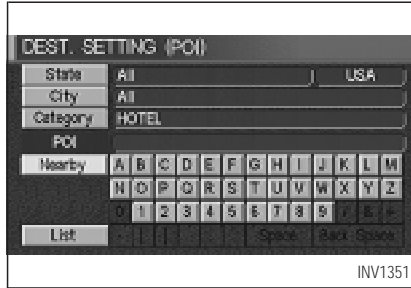 DEST. SETTING (POI)
State All USA
City All
Category HOTEL
POI
Nearby A B C D E F G H I J K L M
N O P Q R S T U V W X Y Z
0 1 2 3 4 5 6 7 8 9
List Space Back Space
INV1351